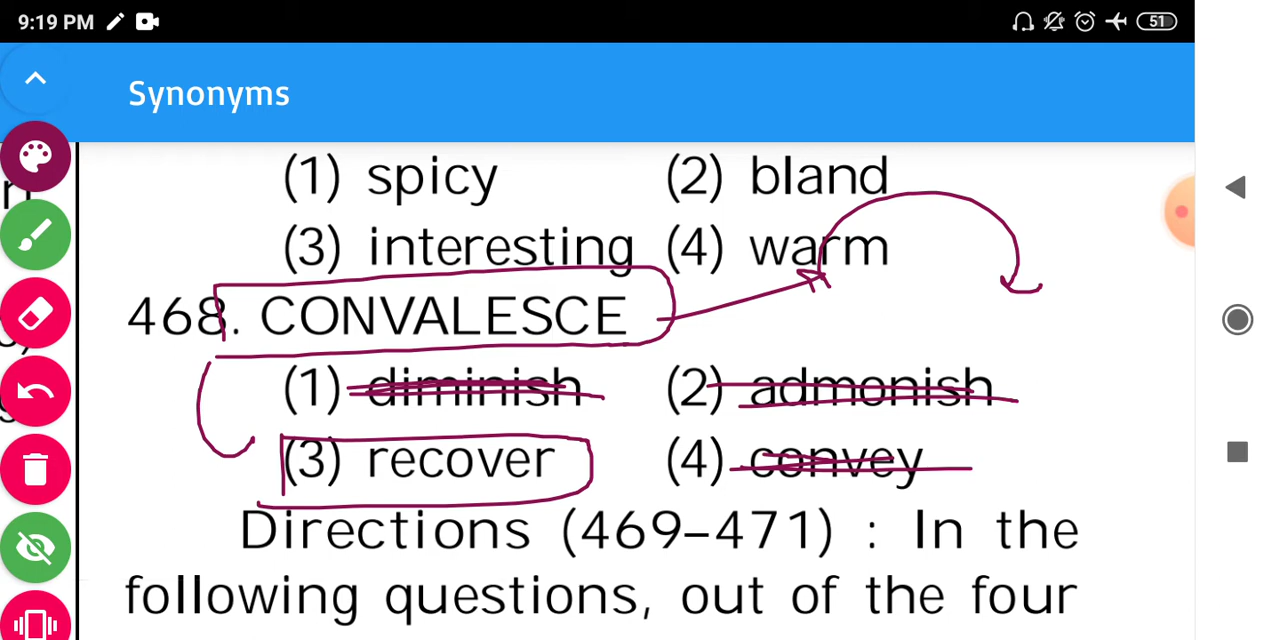 9:19 PM
51
Synonyms
(1) spicy (2) bland
(3) interesting (4) warm
468. CONVALESCE
(1) diminish (2) admonish
(3) recover (4) convey
Directions (469–471) : In the
following questions, out of the four